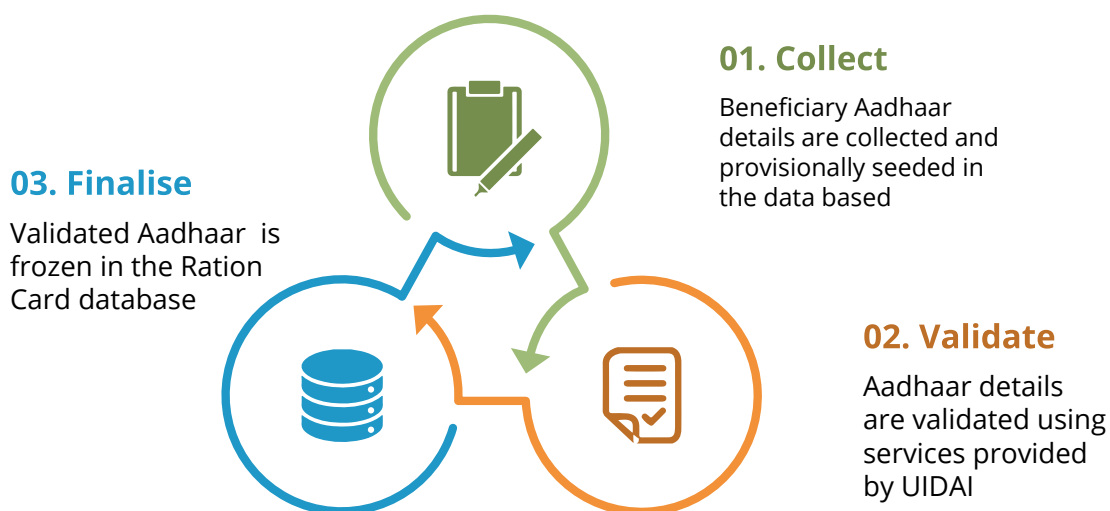 01. Collect
Beneficiary Aadhaar
details are collected and
provisionally seeded in
the data based
02. Validate
Aadhaar details
are validated using
services provided
by UIDAI
03. Finalise
Validated Aadhaar  is
frozen in the Ration
Card database